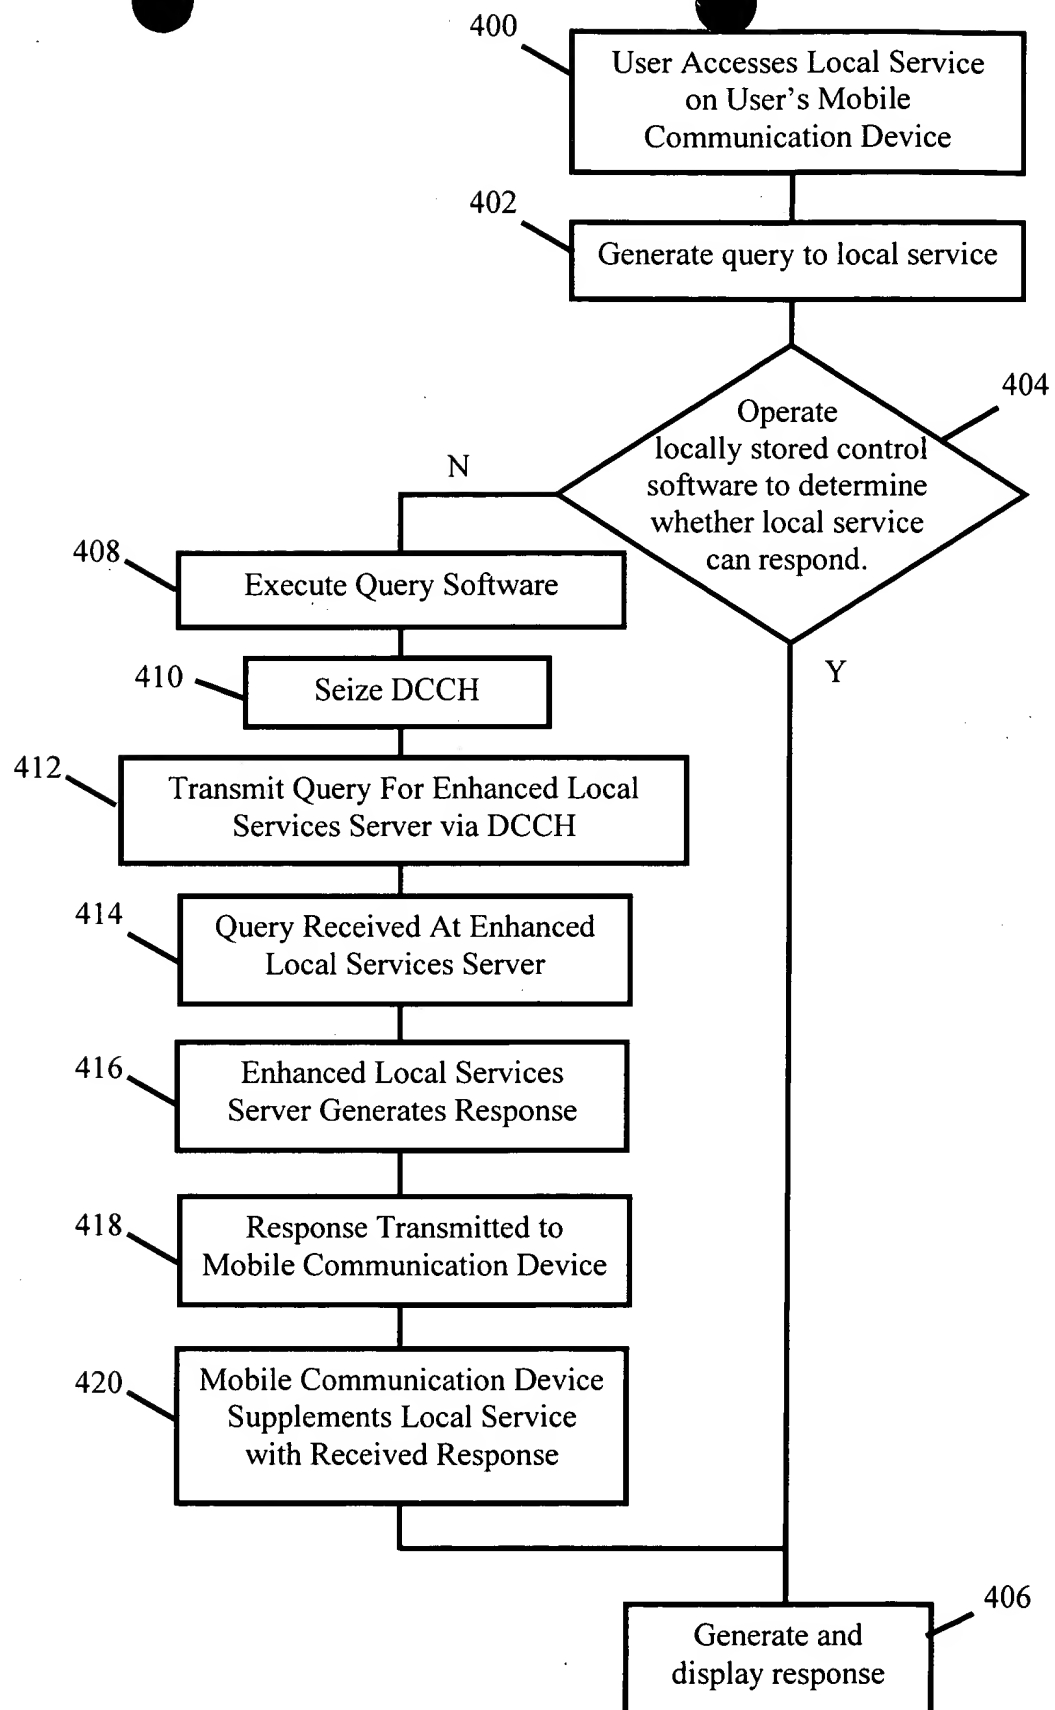 400
User Accesses Local Service
on User's Mobile
Communication Device
402
Generate query to local service
404
Operate
locally stored control
software to determine
whether local service
can respond.
N
Y
408
Execute Query Software
410
Seize DCCH
412
Transmit Query For Enhanced Local
Services Server via DCCH
414
Query Received At Enhanced
Local Services Server
416
Enhanced Local Services
Server Generates Response
418
Response Transmitted to
Mobile Communication Device
420
Mobile Communication Device
Supplements Local Service
with Received Response
406
Generate and
display response